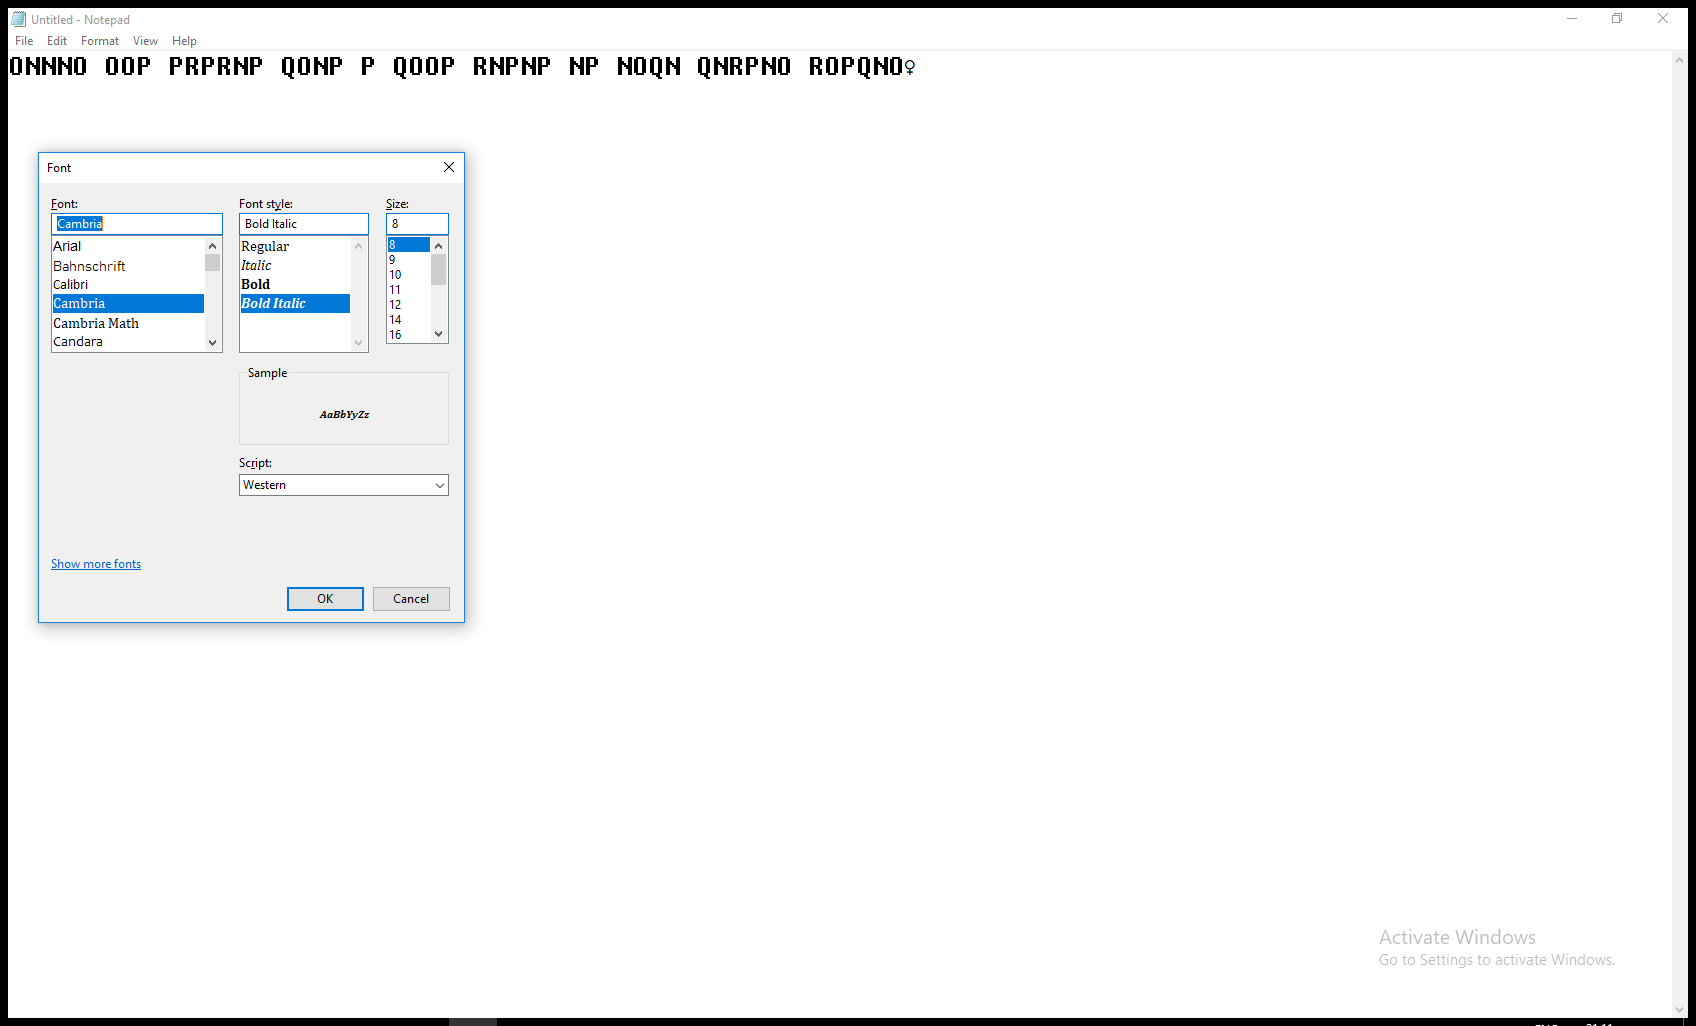 Untitled - Notepad
File Edit Format View Help
ONNNO OOP PRPRNP QONP P QOOP RNPNP NP NOQN QNRPNO ROPQNO♀
Font
Font: Font style: Size:
Cambria Bold Italic 8
Arial Regular 8
Bahnschrift Italic 9
Calibri Bold 10
Cambria Bold Italic 11
Cambria Math 12
Candara 14
16
Sample
AaBbYyZz
Script:
Western
Show more fonts
OK Cancel
Activate Windows
Go to Settings to activate Windows.